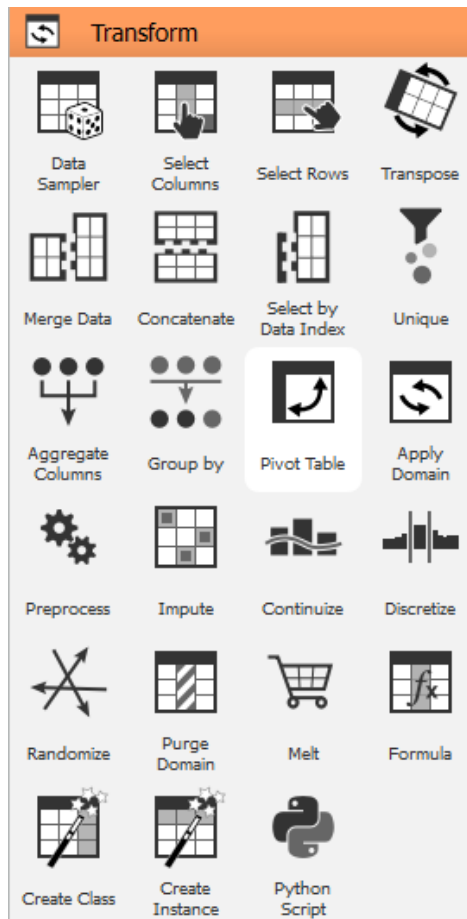 Transform
Data
Sampler
Select
Columns
Select Rows
Transpose
Merge Data
Concatenate
Select by
Data Index
Unique
Aggregate
Columns
Group by
Pivot Table
Apply
Domain
Preprocess
Impute
Continuize
Discretize
Randomize
Purge
Domain
Melt
fx
Formula
Create Class
Create
Instance
Python
Script